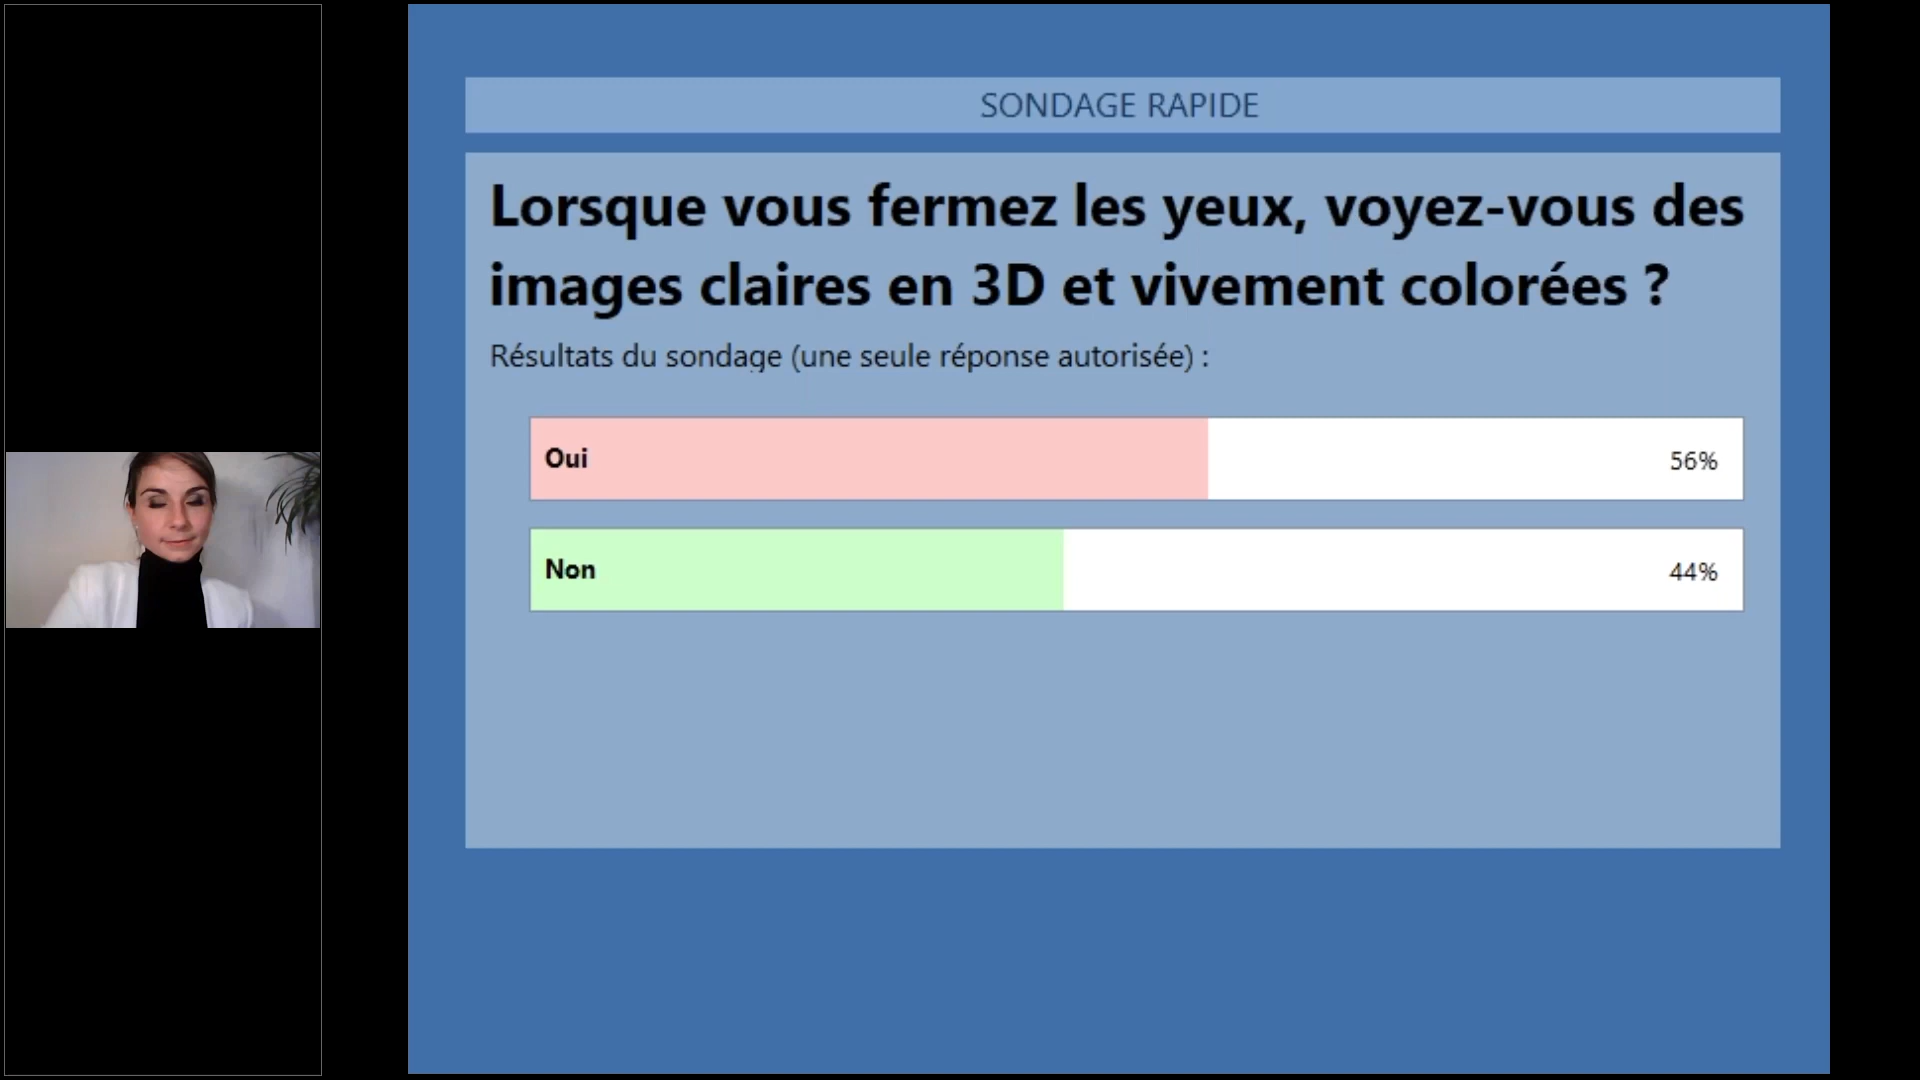 SONDAGE RAPIDE
Lorsque vous fermez les yeux, voyez-vous des
images claires en 3D et vivement colorées ?
Résultats du sondage (une seule réponse autorisée) :
Oui 56%
Non 44%